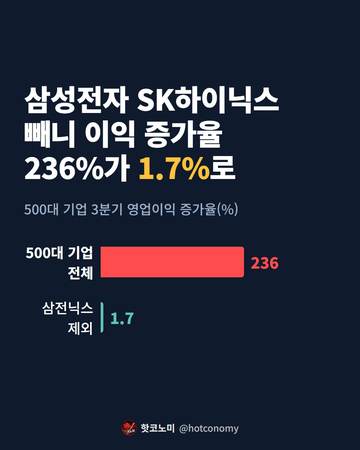 삼성전자 SK하이닉스
빼니 이익 증가율
236%가 1.7%로
500대 기업 3분기 영업이익 증가율(%)
500대 기업
전체
236
삼전닉스
제외
1.7
핫코노미 @hotconomy